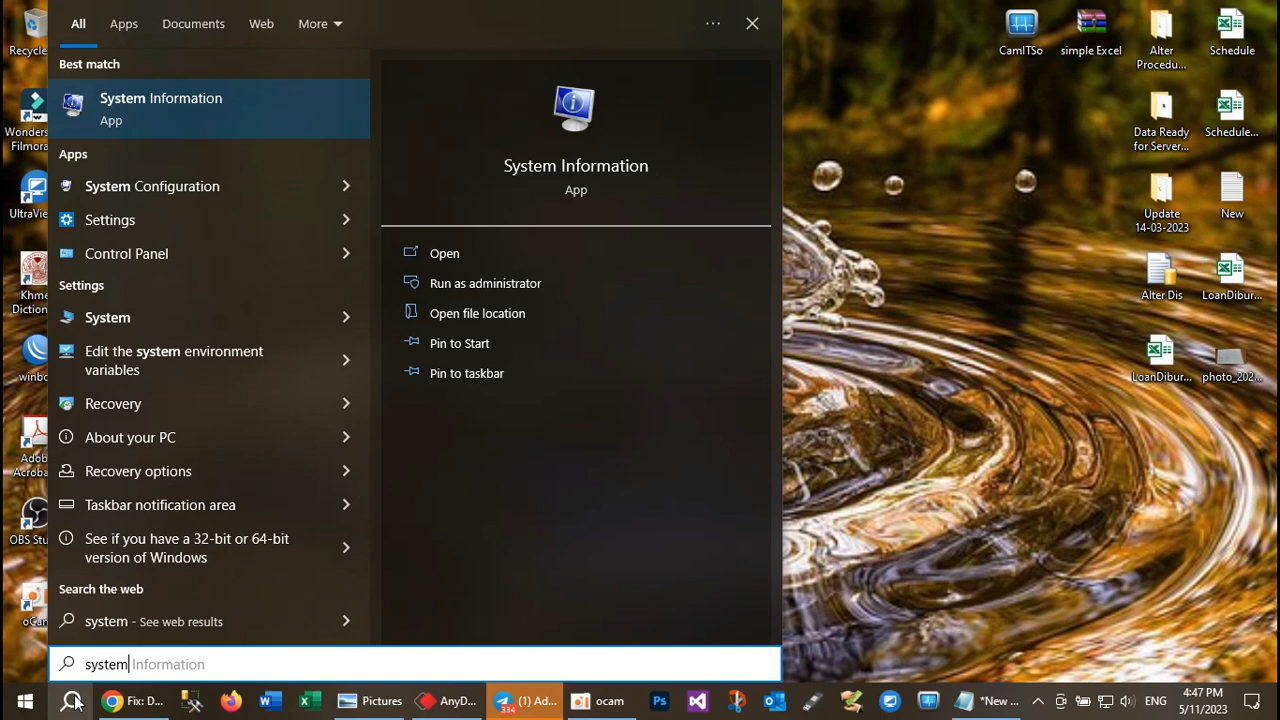 All Apps Documents Web More
Best match
System Information
App
Apps
System Configuration
Settings
Control Panel
Settings
System
Edit the system environment
variables
Recovery
About your PC
Recovery options
Taskbar notification area
See if you have a 32-bit or 64-bit
version of Windows
Search the web
system - See web results
system Information
System Information
App
Open
Run as administrator
Open file location
Pin to Start
Pin to taskbar
Recycle
Wonders
Filmora
UltraVie
Khme
Diction
winbo
Adob
Acroba
OBS Stu
oCa
CamITSo
simple Excel
Alter
Procedu...
Schedule
Data Ready
for Server...
Schedule...
Update
14-03-2023
New
Alter Dis
LoanDibur...
LoanDibur...
photo_202...
Fix: D...
Pictures
AnyD...
334
(1) Ad...
ocam
Ps
*New ...
ENG
4:47 PM
5/11/2023